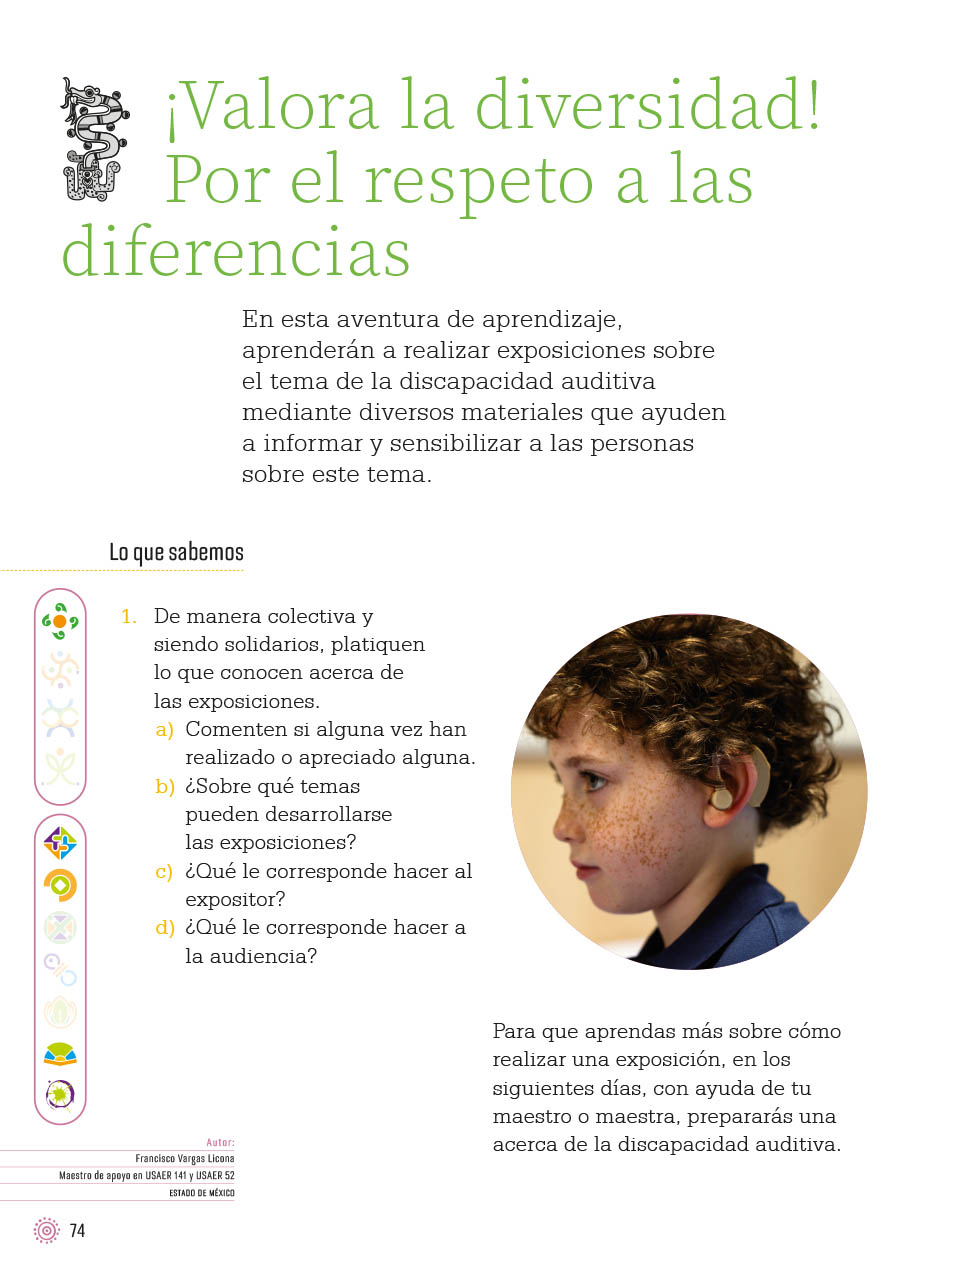 ¡Valora la diversidad!
Por el respeto a las
diferencias
En esta aventura de aprendizaje,
aprenderán a realizar exposiciones sobre
el tema de la discapacidad auditiva
mediante diversos materiales que ayuden
a informar y sensibilizar a las personas
sobre este tema.
Lo que sabemos
1. De manera colectiva y
siendo solidarios, platiquen
lo que conocen acerca de
las exposiciones.
a) Comenten si alguna vez han
realizado o apreciado alguna.
b) ¿Sobre qué temas
pueden desarrollarse
las exposiciones?
c) ¿Qué le corresponde hacer al
expositor?
d) ¿Qué le corresponde hacer a
la audiencia?
Para que aprendas más sobre cómo
realizar una exposición, en los
siguientes días, con ayuda de tu
maestro o maestra, prepararás una
acerca de la discapacidad auditiva.
Autor:
Francisco Vargas Licona
Maestro de apoyo en USAER 141 y USAER 52
ESTADO DE MÉXICO
74